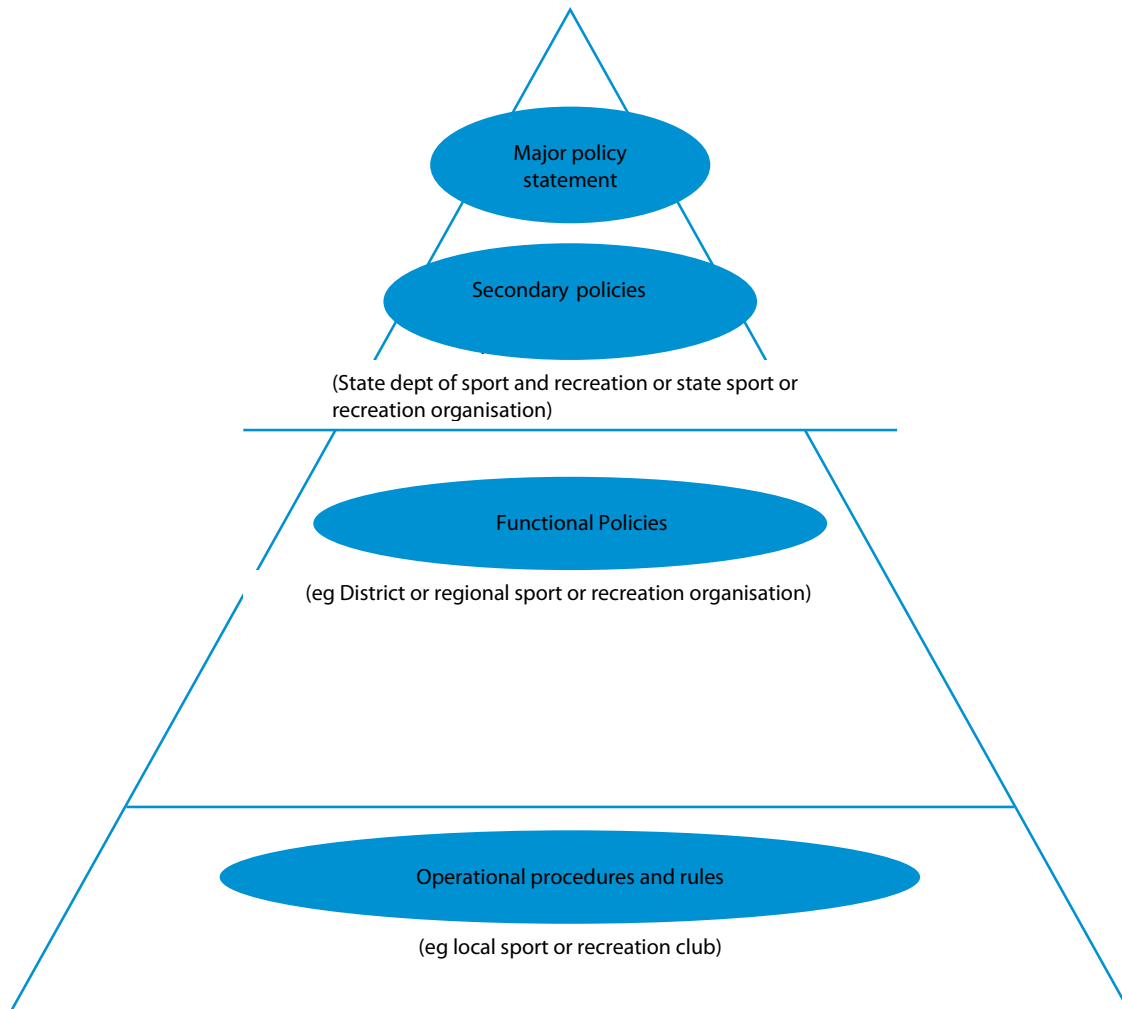 Major policy
statement
Secondary policies
(State dept of sport and recreation or state sport or
recreation organisation)
Functional Policies
(eg District or regional sport or recreation organisation)
Operational procedures and rules
(eg local sport or recreation club)